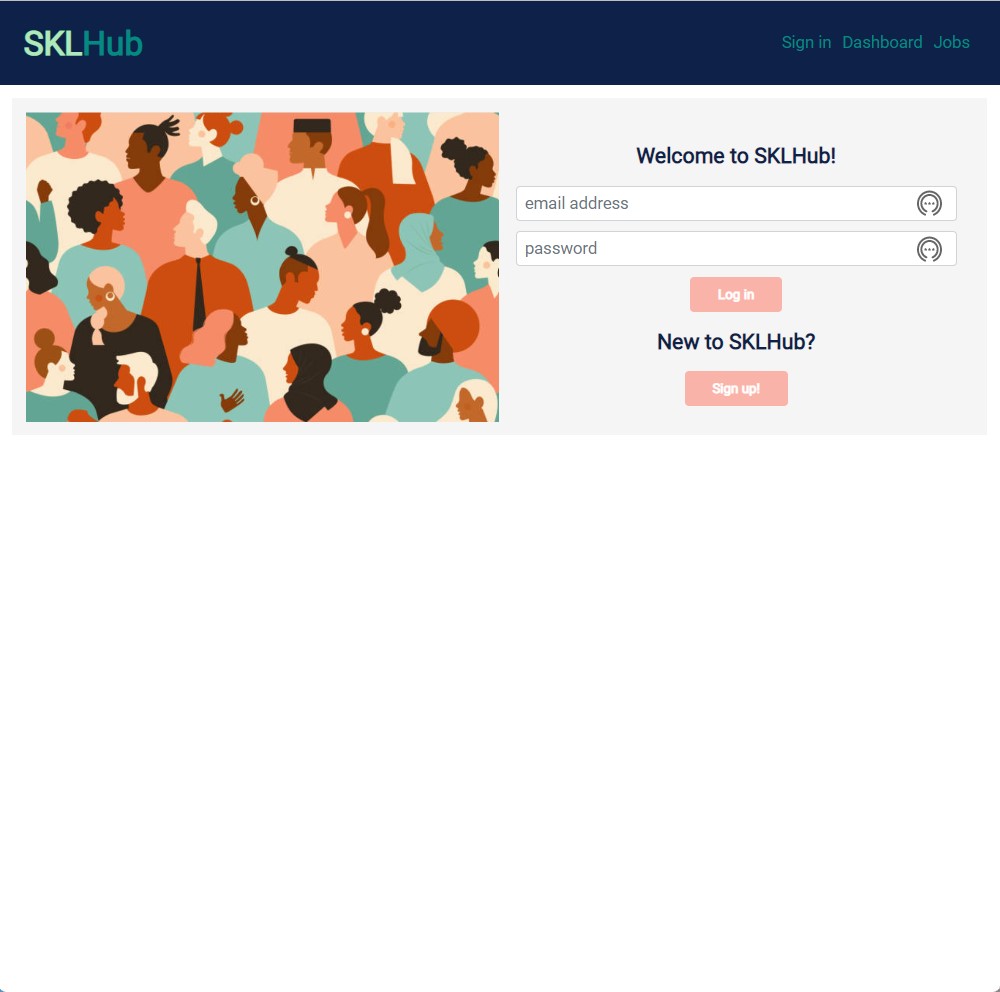 SKLHub
Sign in Dashboard Jobs
Welcome to SKLHub!
email address
password
Log in
New to SKLHub?
Sign up!